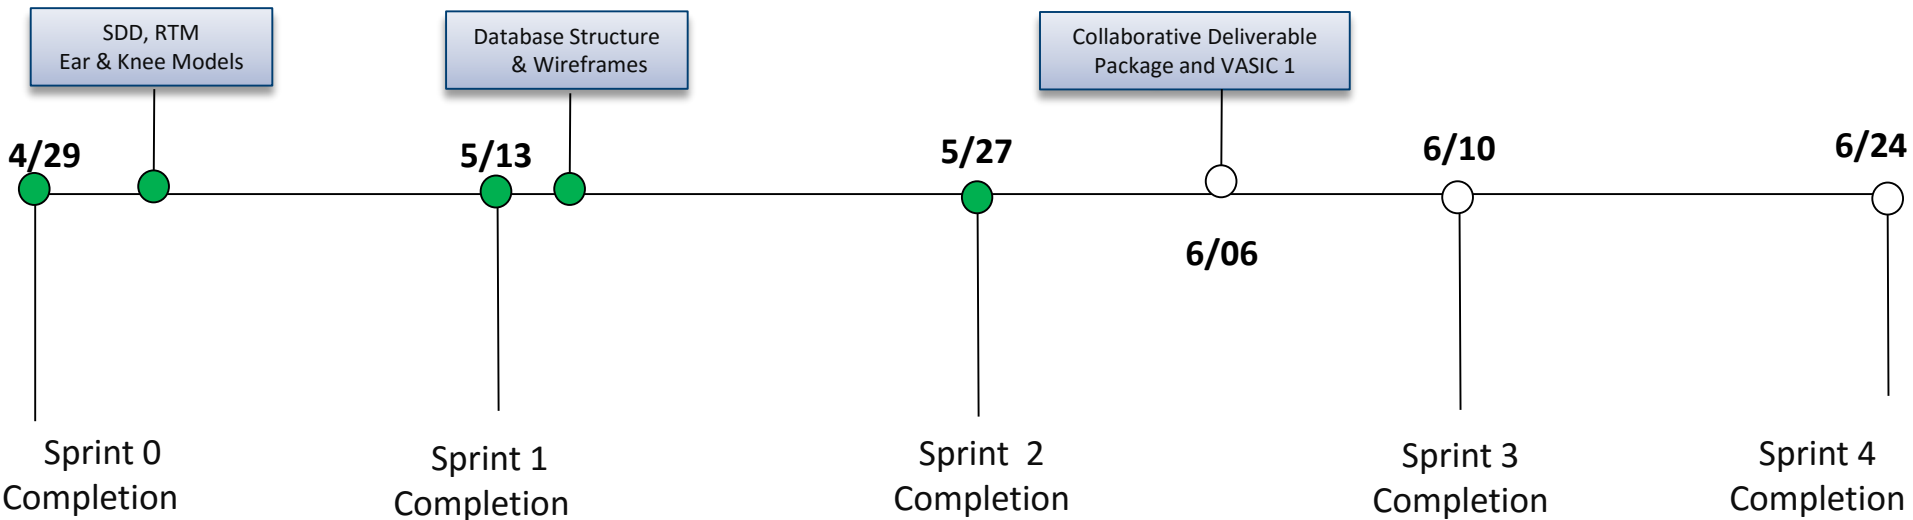 SDD, RTM
Ear & Knee Models
Database Structure
& Wireframes
Collaborative Deliverable
Package and VASIC 1
4/29
5/13
5/27
6/06
6/10
6/24
Sprint 0
Completion
Sprint 1
Completion
Sprint 2
Completion
Sprint 3
Completion
Sprint 4
Completion